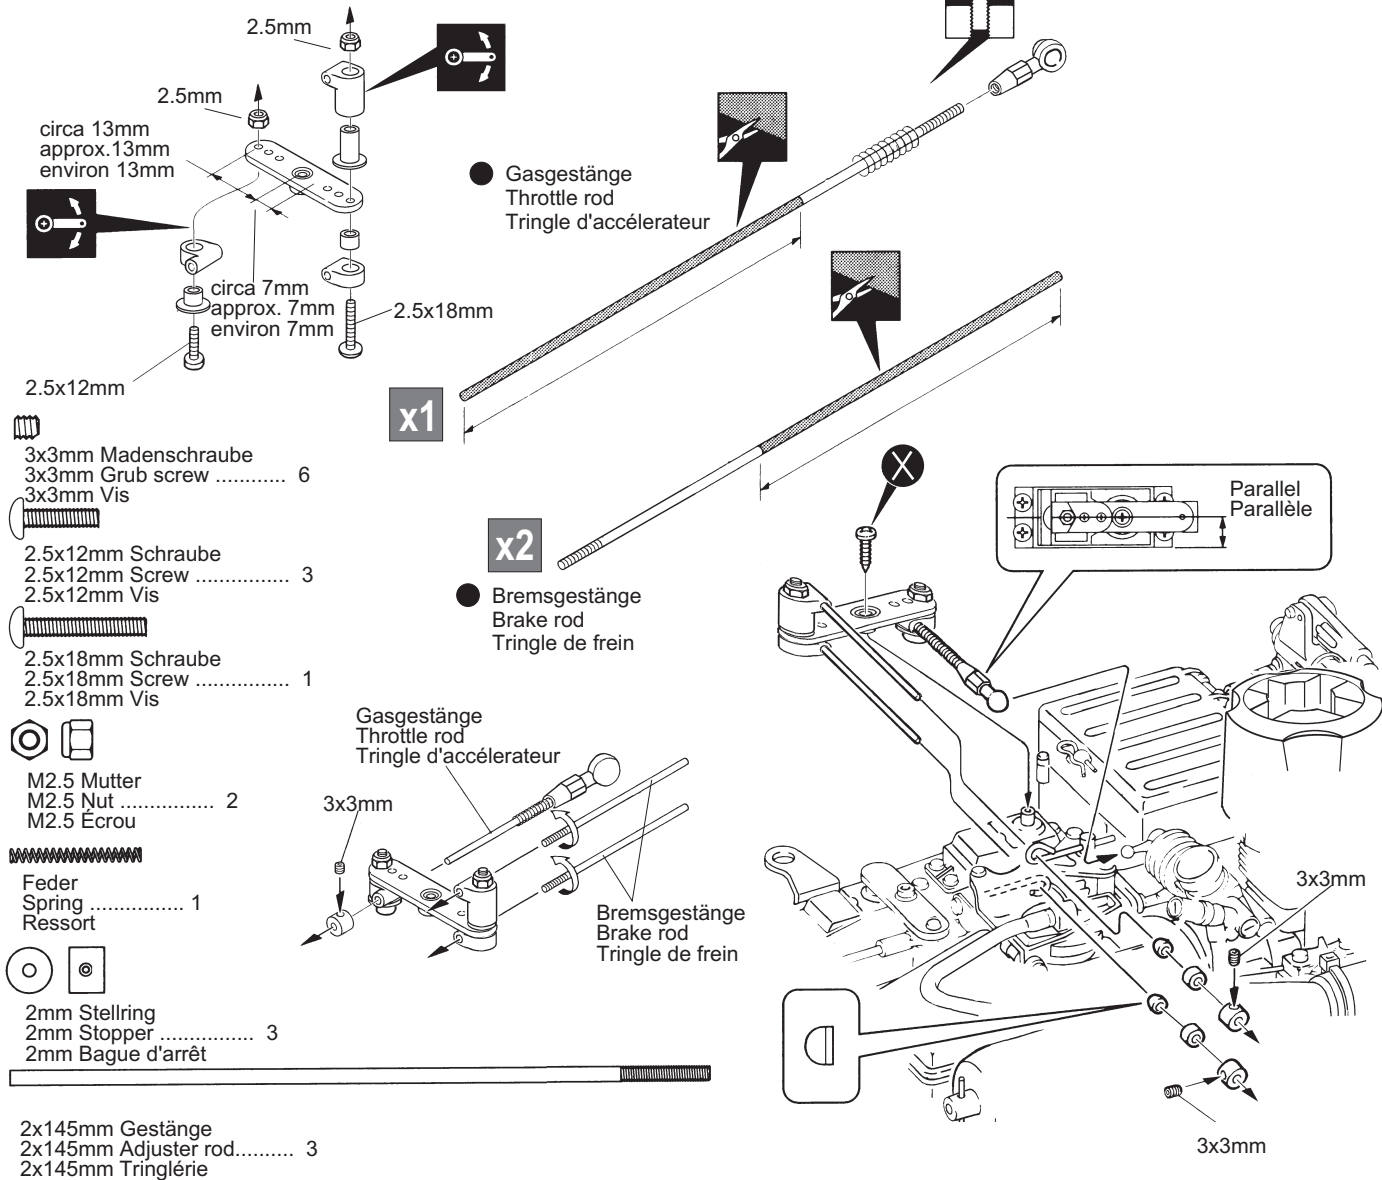 2.5mm
2.5mm
circa 13mm
approx.13mm
environ 13mm
Gasgestänge
Throttle rod
Tringle d'accélerateur
circa 7mm
approx. 7mm
environ 7mm
2.5x18mm
2.5x12mm
x1
3x3mm Madenschraube
3x3mm Grub screw ............ 6
3x3mm Vis
2.5x12mm Schraube
2.5x12mm Screw ................ 3
2.5x12mm Vis
x2
Bremsgestänge
Brake rod
Tringle de frein
Parallel
Parallèle
2.5x18mm Schraube
2.5x18mm Screw ................ 1
2.5x18mm Vis
M2.5 Mutter
M2.5 Nut ................ 2
M2.5 Écrou
Gasgestänge
Throttle rod
Tringle d'accélerateur
3x3mm
Feder
Spring ................ 1
Ressort
Bremsgestänge
Brake rod
Tringle de frein
3x3mm
2mm Stellring
2mm Stopper ................ 3
2mm Bague d'arrêt
3x3mm
2x145mm Gestänge
2x145mm Adjuster rod.......... 3
2x145mm Tringlérie